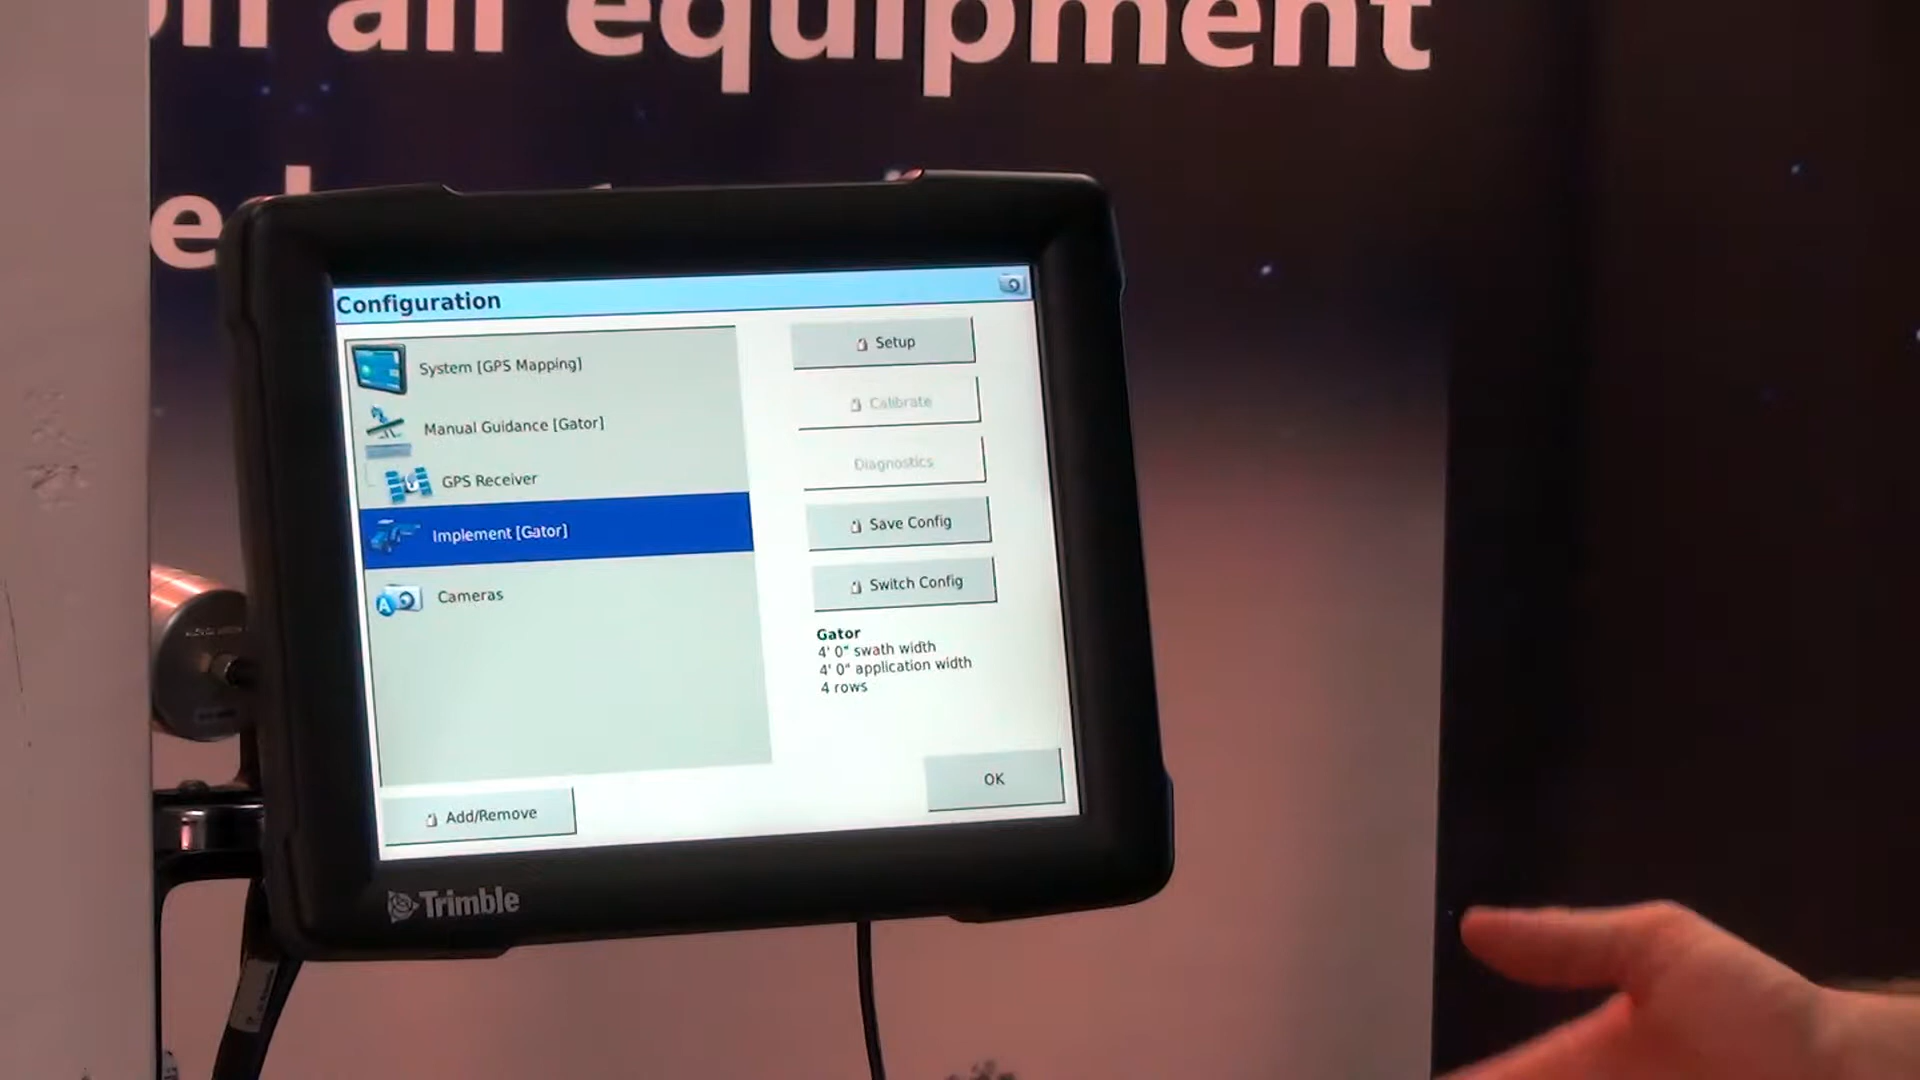 on all equipment
Configuration
System [GPS Mapping]
Manual Guidance [Gator]
GPS Receiver
Implement [Gator]
Cameras
Setup
Calibrate
Diagnostics
Save Config
Switch Config
Gator
4' 0" swath width
4' 0" application width
4 rows
OK
Add/Remove
Trimble